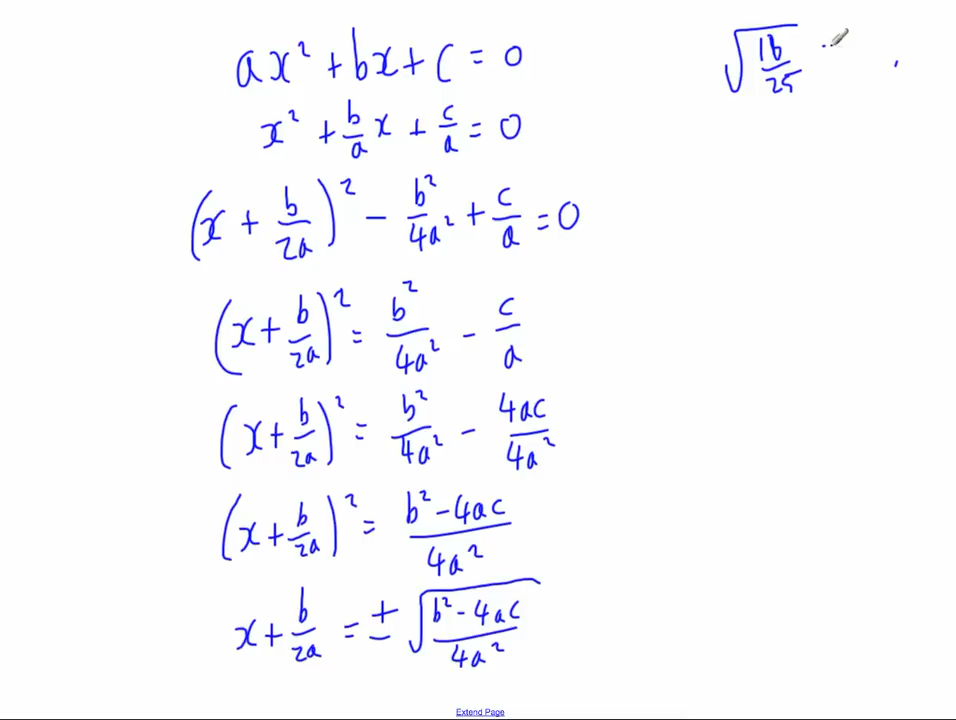 ax² + bx + c = 0
√(16/25)
x² + b/a x + c/a = 0
(x + b/2a)² - b²/4a² + c/a = 0
(x + b/2a)² = b²/4a² - c/a
(x + b/2a)² = b²/4a² - 4ac/4a²
(x + b/2a)² = (b² - 4ac)/4a²
x + b/2a = ± √((b² - 4ac)/4a²)
Extend Page